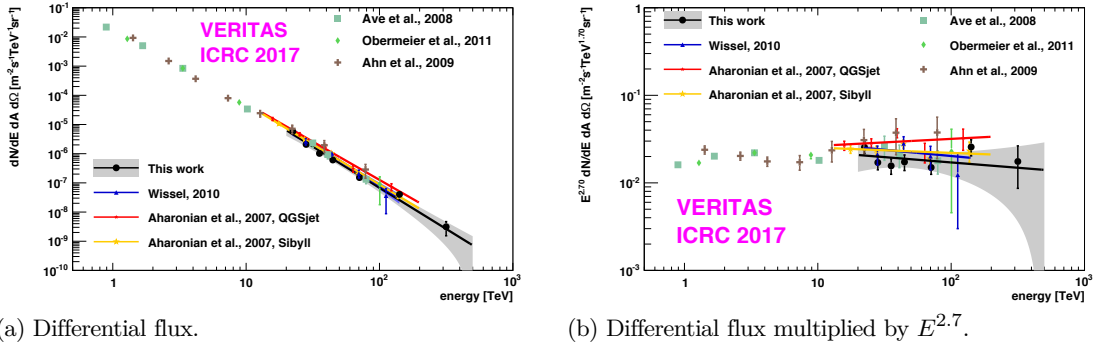 dN/dE dA dΩ [m⁻²s⁻¹TeV⁻¹sr⁻¹]
10⁻¹
10⁻²
10⁻³
10⁻⁴
10⁻⁵
10⁻⁶
10⁻⁷
10⁻⁸
10⁻⁹
10⁻¹⁰
VERITAS
ICRC 2017
Ave et al., 2008
Obermeier et al., 2011
Ahn et al., 2009
This work
Wissel, 2010
Aharonian et al., 2007, QGSjet
Aharonian et al., 2007, Sibyll
1 10 10² 10³
energy [TeV]
(a) Differential flux.
E²·⁷⁰ dN/dE dA dΩ [m⁻²s⁻¹TeV¹·⁷⁰sr⁻¹]
1
10⁻¹
10⁻²
10⁻³
This work
Wissel, 2010
Aharonian et al., 2007, QGSjet
Aharonian et al., 2007, Sibyll
Ave et al., 2008
Obermeier et al., 2011
Ahn et al., 2009
VERITAS
ICRC 2017
1 10 10² 10³
energy [TeV]
(b) Differential flux multiplied by E²·⁷.